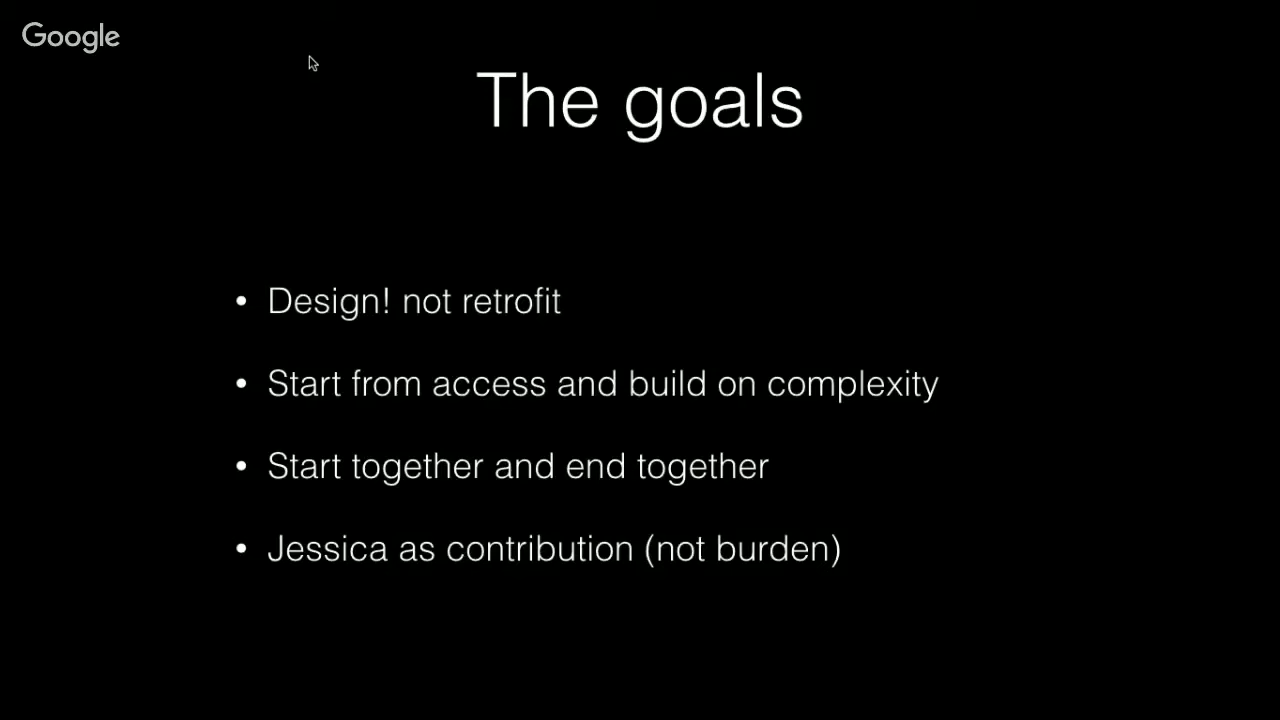 Google
The goals
• Design! not retrofit
• Start from access and build on complexity
• Start together and end together
• Jessica as contribution (not burden)